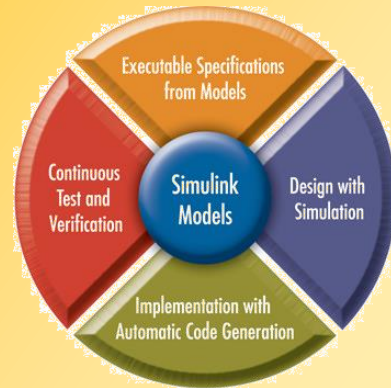 Executable Specifications
from Models
Continuous
Test and
Verification
Simulink
Models
Design with
Simulation
Implementation with
Automatic Code Generation